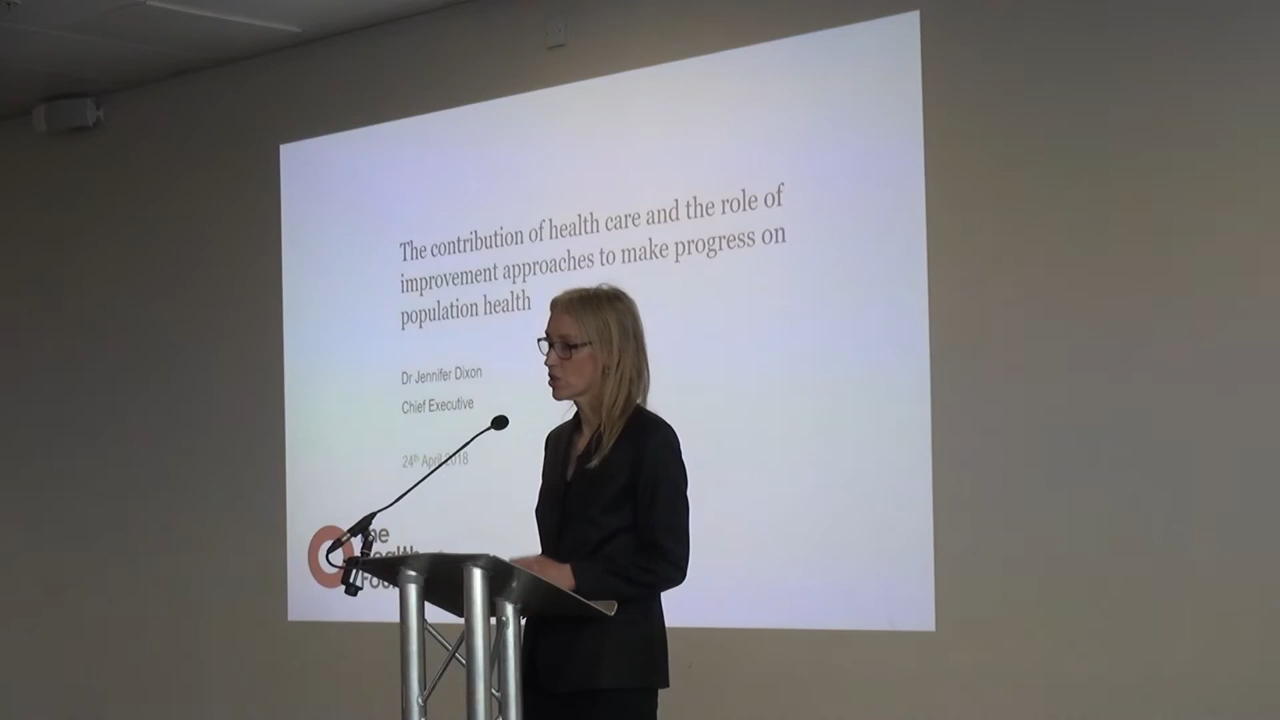 The contribution of health care and the role of
improvement approaches to make progress on
population health
Dr Jennifer Dixon
Chief Executive
24th April 2018